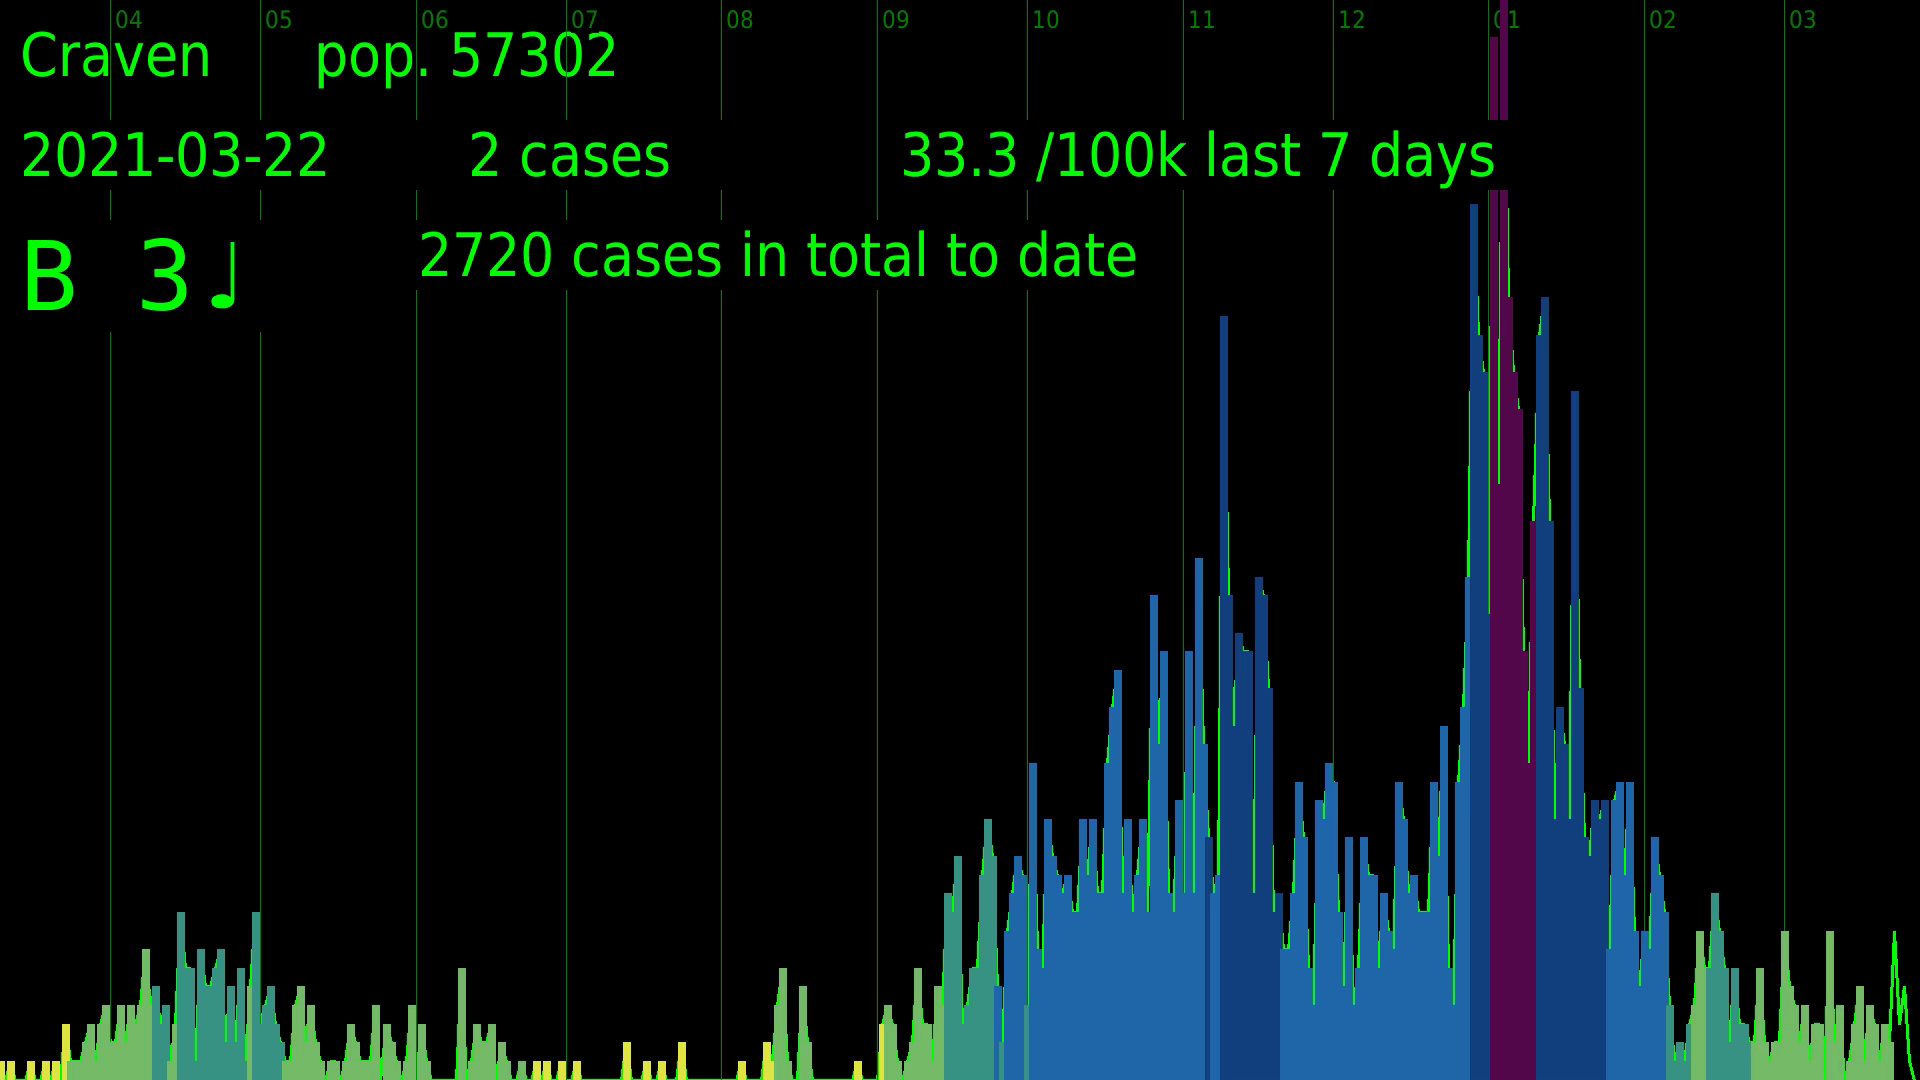 04 05 06 07 08 09 10 11 12 01 02 03
Craven pop. 57302
2021-03-22 2 cases 33.3 /100k last 7 days
B 3♩ 2720 cases in total to date